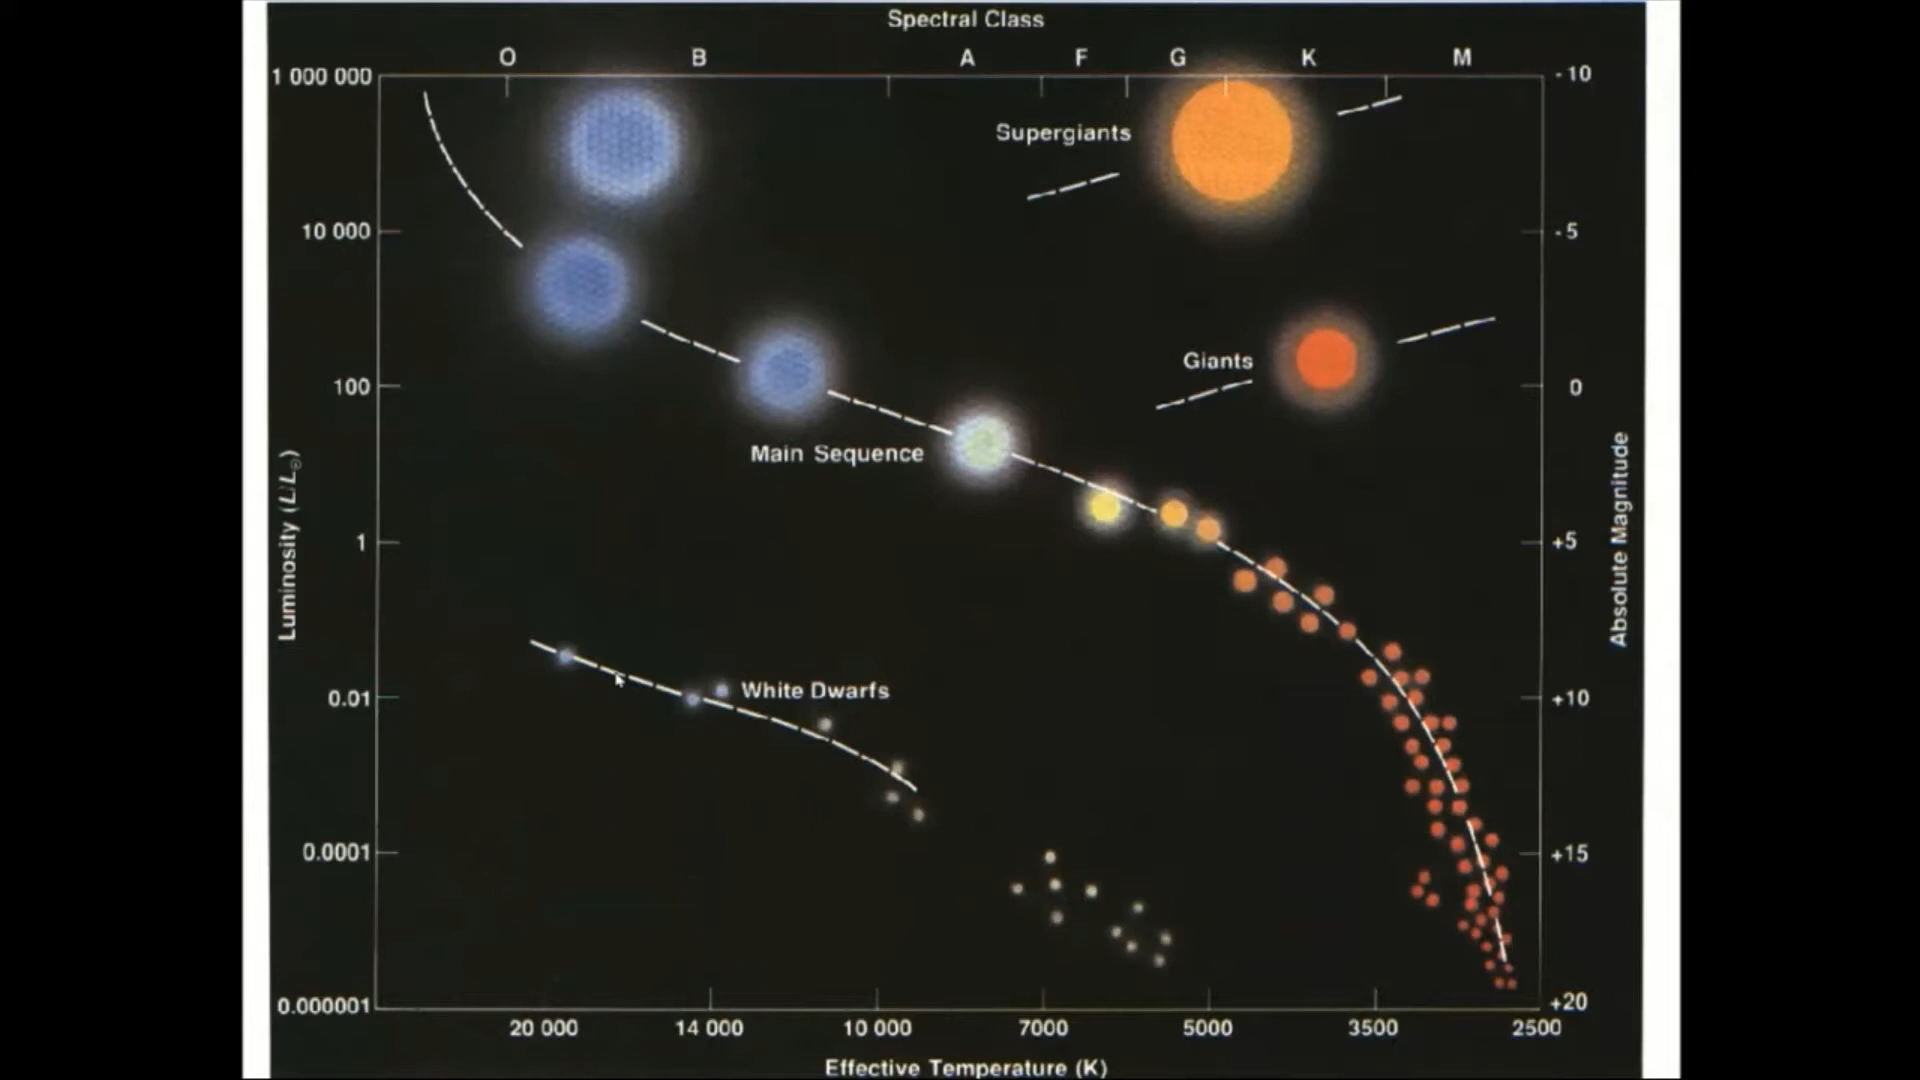 Spectral Class
O B A F G K M
1 000 000
-10
Supergiants
10 000
-5
Giants
100
0
Main Sequence
1
+5
Luminosity (L/L⊙)
Absolute Magnitude
White Dwarfs
0.01
+10
0.0001
+15
0.000001
+20
20 000 14 000 10 000 7000 5000 3500 2500
Effective Temperature (K)